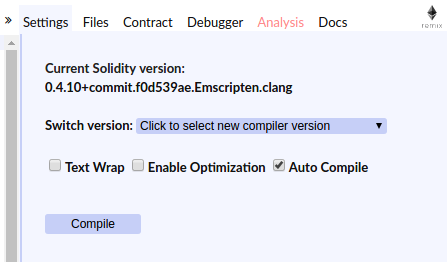 » Settings Files Contract Debugger Analysis Docs
remix
Current Solidity version:
0.4.10+commit.f0d539ae.Emscripten.clang
Switch version: Click to select new compiler version
Text Wrap Enable Optimization Auto Compile
Compile